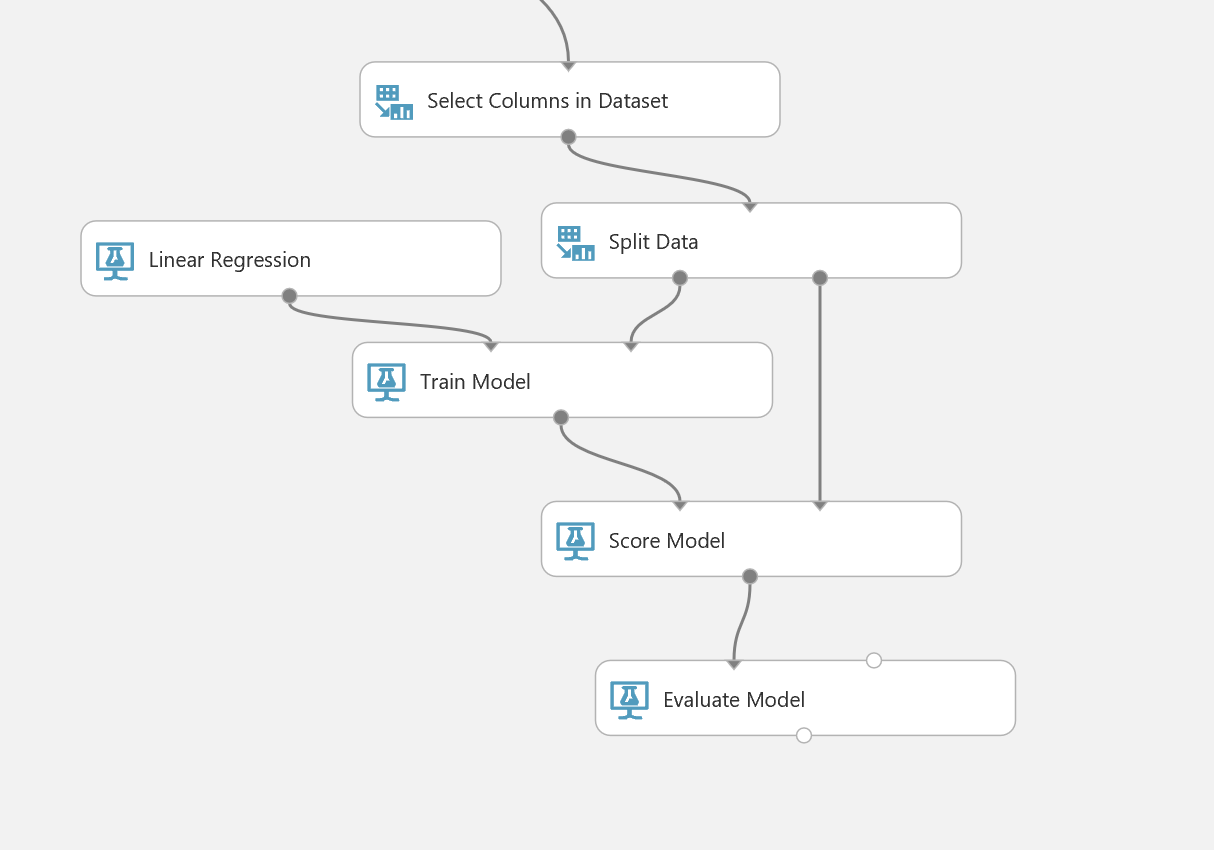 Select Columns in Dataset
Split Data
Linear Regression
Train Model
Score Model
Evaluate Model